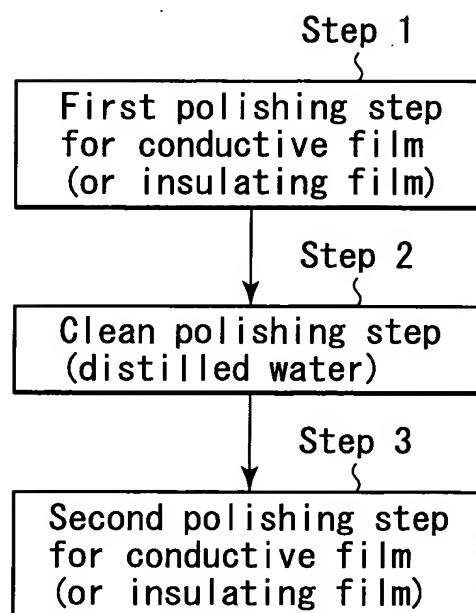 Step 1
First polishing step
for conductive film
(or insulating film)
Step 2
Clean polishing step
(distilled water)
Step 3
Second polishing step
for conductive film
(or insulating film)